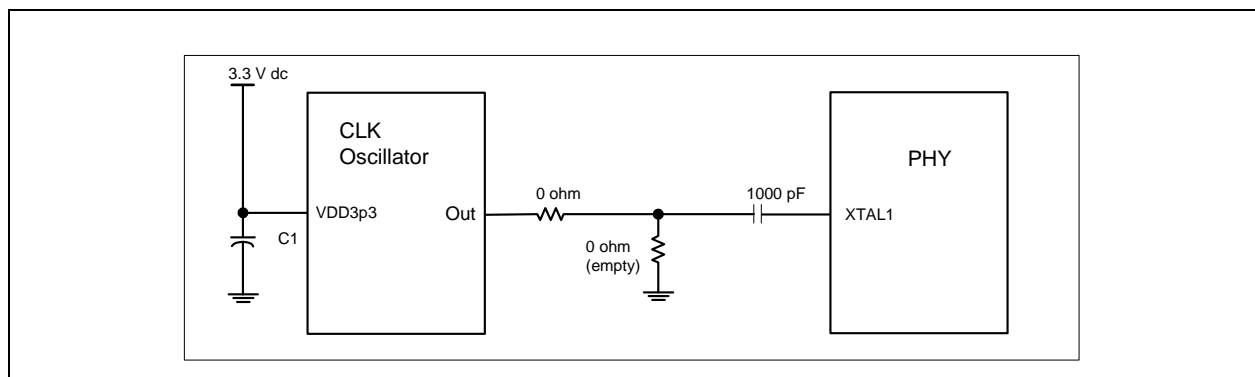 3.3 V dc
CLK
Oscillator
PHY
0 ohm
1000 pF
VDD3p3
Out
XTAL1
C1
0 ohm
(empty)